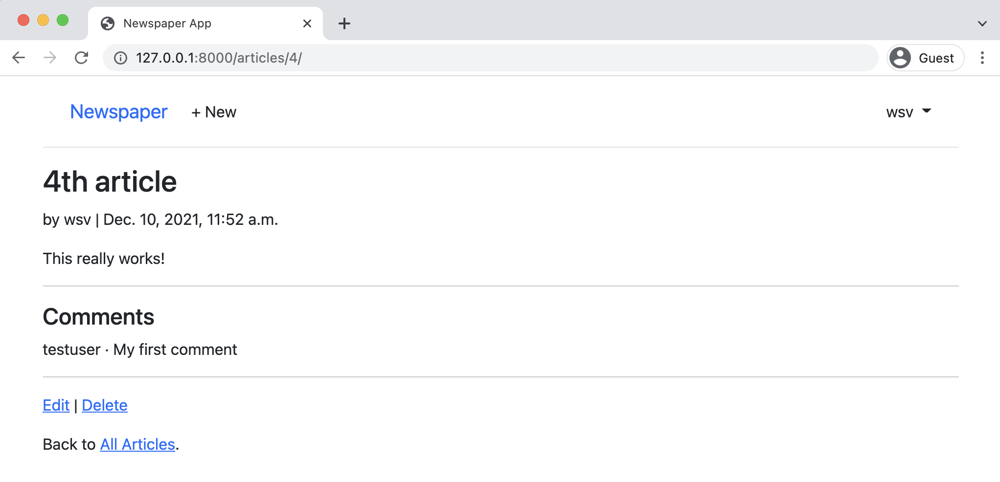 Newspaper App
127.0.0.1:8000/articles/4/
Guest
Newspaper + New wsv
4th article
by wsv | Dec. 10, 2021, 11:52 a.m.
This really works!
Comments
testuser · My first comment
Edit | Delete
Back to All Articles.